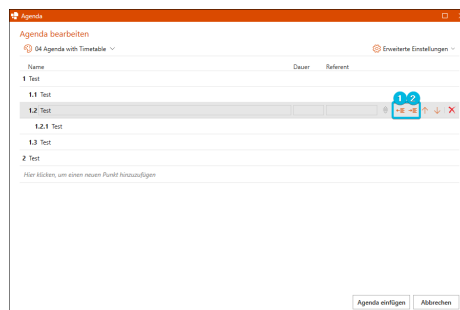 Agenda
Agenda bearbeiten
04 Agenda with Timetable
Erweiterte Einstellungen
Name Dauer Referent
1 Test
1.1 Test
1 2
1.2 Test
1.2.1 Test
1.3 Test
2 Test
Hier klicken, um einen neuen Punkt hinzuzufügen
Agenda einfügen Abbrechen